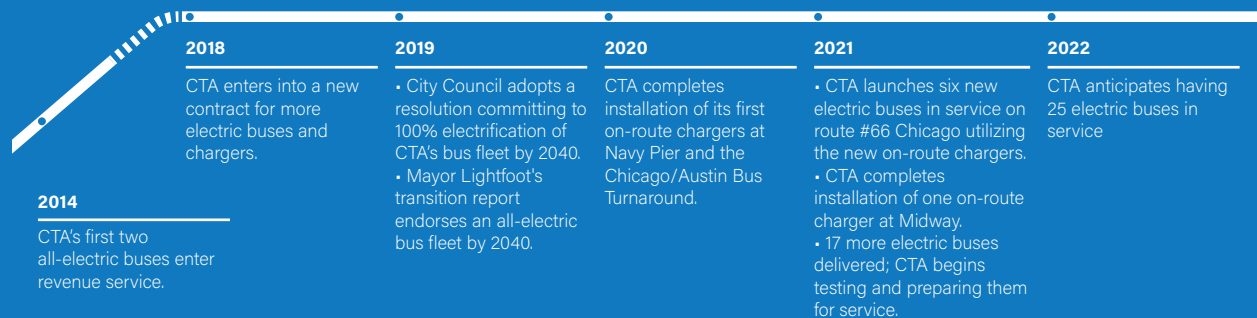 2014
CTA's first two
all-electric buses enter
revenue service.
2018
CTA enters into a new
contract for more
electric buses and
chargers.
2019
• City Council adopts a
resolution committing to
100% electrification of
CTA's bus fleet by 2040.
• Mayor Lightfoot's
transition report
endorses an all-electric
bus fleet by 2040.
2020
CTA completes
installation of its first
on-route chargers at
Navy Pier and the
Chicago/Austin Bus
Turnaround.
2021
• CTA launches six new
electric buses in service on
route #66 Chicago utilizing
the new on-route chargers.
• CTA completes
installation of one on-route
charger at Midway.
• 17 more electric buses
delivered; CTA begins
testing and preparing them
for service.
2022
CTA anticipates having
25 electric buses in
service